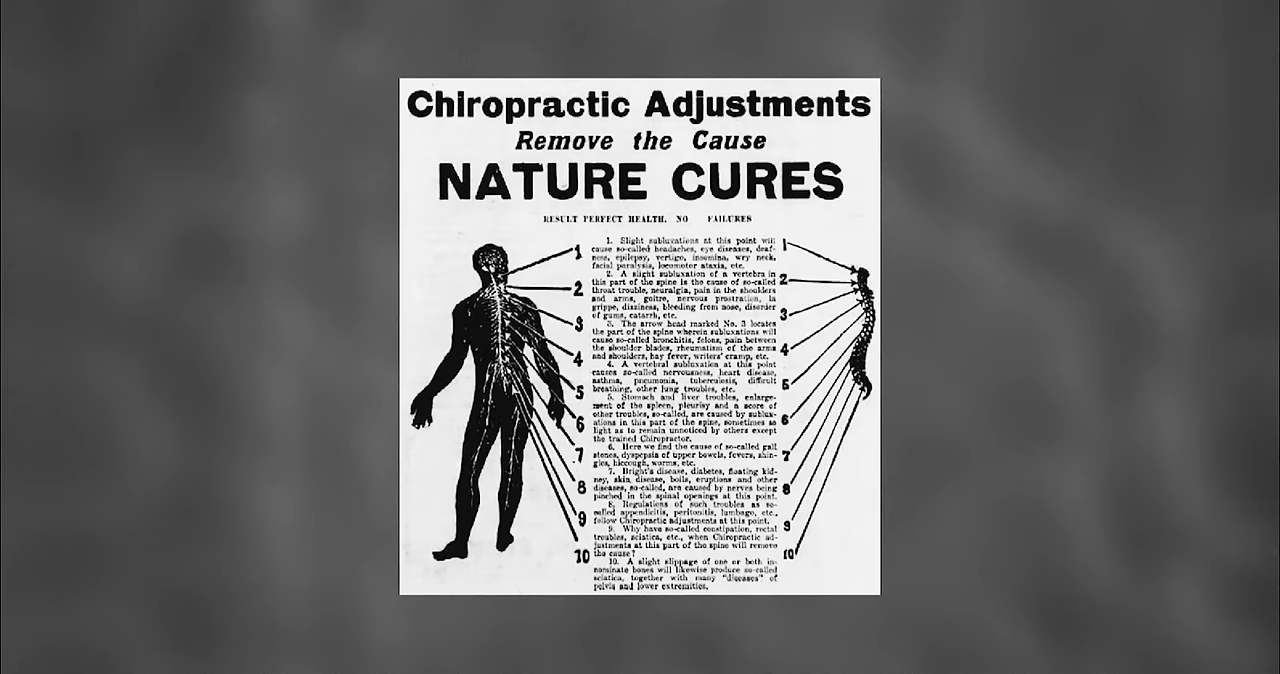 Chiropractic Adjustments
Remove the Cause
NATURE CURES
RESULT PERFECT HEALTH. NO FAILURES
1. Slight subluxations at this point will
cause so-called headaches, eye diseases, deaf-
ness, epilepsy, vertigo, insomina, wry neck,
facial paralysis, locomotor ataxia, etc.
2. A slight subluxation of a vertebra in
this part of the spine is the cause of so-called
throat trouble, neuralgia, pain in the shoulders
and arms, goitre, nervous prostration, la
grippe, dizziness, bleeding from nose, disorder
of gums, catarrh, etc.
3. The arrow head marked No. 3 locates
the part of the spine wherein subluxations will
cause so-called bronchitis, felons, pain between
the shoulder blades, rheumatism of the arms
and shoulders, hay fever, writers' cramp, etc.
4. A vertebral subluxation at this point
causes so-called nervousness, heart disease,
asthma, pneumonia, tuberculosis, difficult
breathing, other lung troubles, etc.
5. Stomach and liver troubles, enlarge-
ment of the spleen, pleurisy and a score of
other troubles, so-called, are caused by sublux-
ations in this part of the spine, sometimes so
light as to remain unnoticed by others except
the trained Chiropractor.
6. Here we find the cause of so-called gall
stones, dyspepsia of upper bowels, fevers, shin-
gles, hiccough, worms, etc.
7. Bright's disease, diabetes, floating kid-
ney, skin disease, boils, eruptions and other
diseases, so-called, are caused by nerves being
pinched in the spinal openings at this point.
8. Regulations of such troubles as so-
called appendicitis, peritonitis, lumbago, etc.,
follow Chiropractic adjustments at this point.
9. Why have so-called constipation, rectal
troubles, sciatica, etc., when Chiropractic ad-
justments at this part of the spine will remove
the cause?
10. A slight slippage of one or both in-
nominate bones will likewise produce so-called
sciatica, together with many "diseases" of
pelvis and lower extremities.
1
2
3
4
5
6
7
8
9
10
1
2
3
4
5
6
7
8
9
10